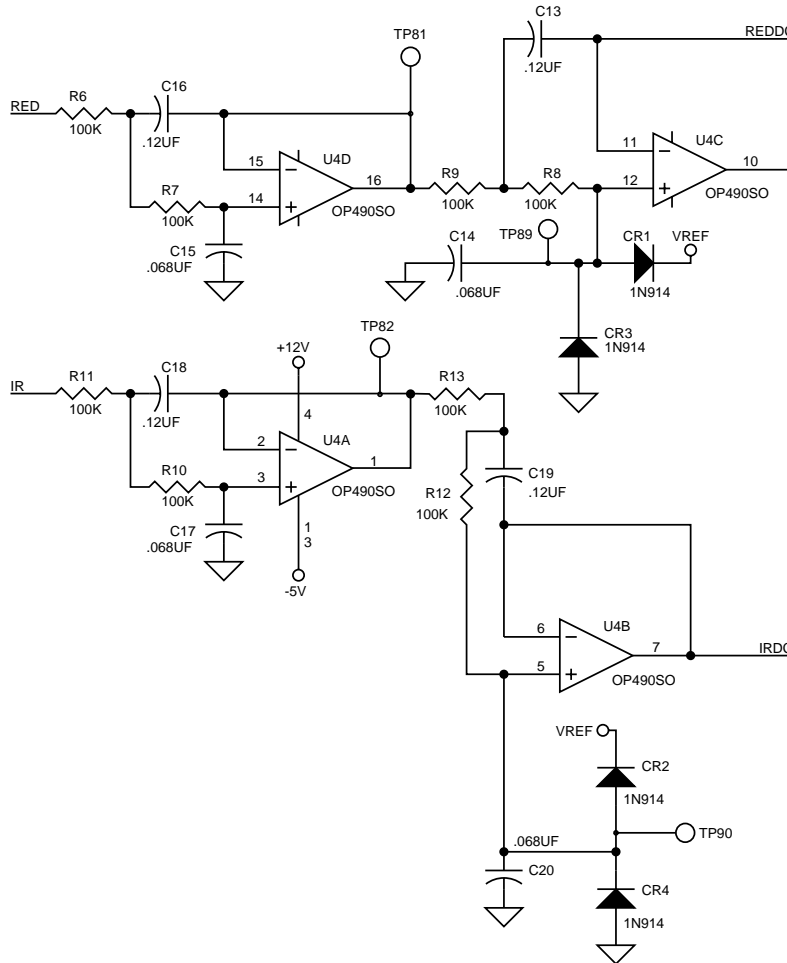 TP81
C13
REDDC
.12UF
C16
R6
RED
100K
.12UF
U4D
15
14
16
OP490SO
R7
100K
C15
.068UF
R9
100K
R8
100K
U4C
11
12
10
OP490SO
C14
TP89
CR1
VREF
.068UF
1N914
CR3
1N914
TP82
+12V
C18
R11
IR
100K
.12UF
R13
100K
4
U4A
2
3
1
OP490SO
R10
100K
C17
.068UF
1
3
-5V
C19
.12UF
R12
100K
U4B
6
5
7
IRDC
OP490SO
VREF
CR2
1N914
TP90
.068UF
C20
CR4
1N914